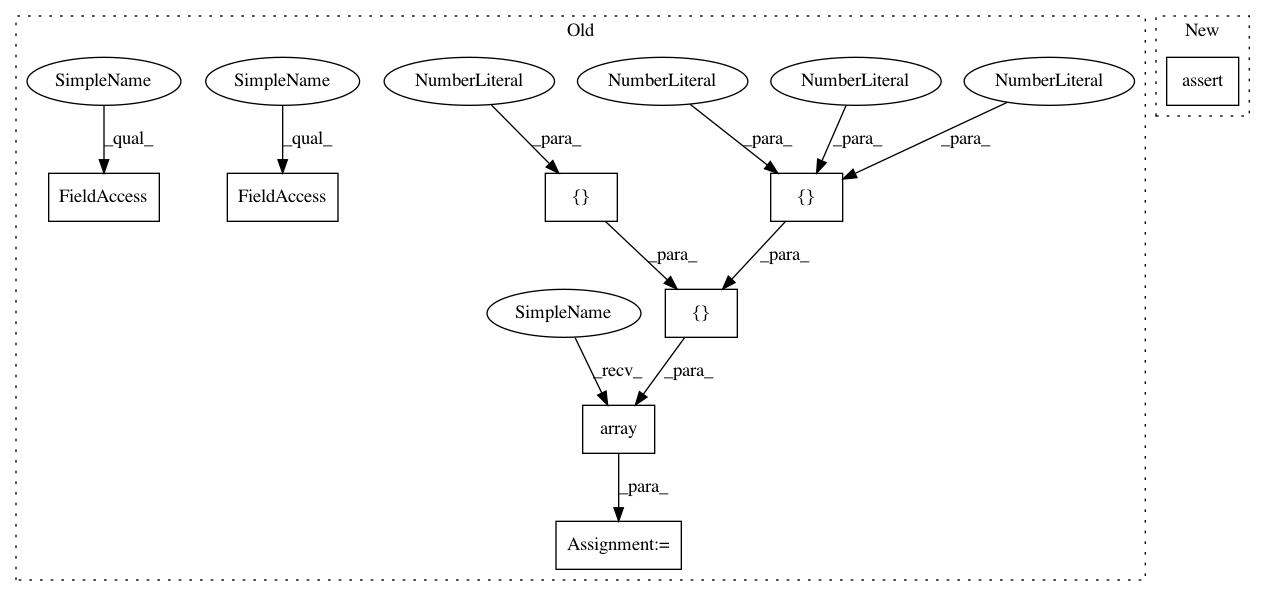 Old
New
SimpleName
SimpleName
NumberLiteral
NumberLiteral
NumberLiteral
NumberLiteral
assert
_qual_
_qual_
_para_
_para_
_para_
_para_
FieldAccess
FieldAccess
{}
{}
_para_
_para_
SimpleName
{}
_recv_
_para_
array
_para_
Assignment:=